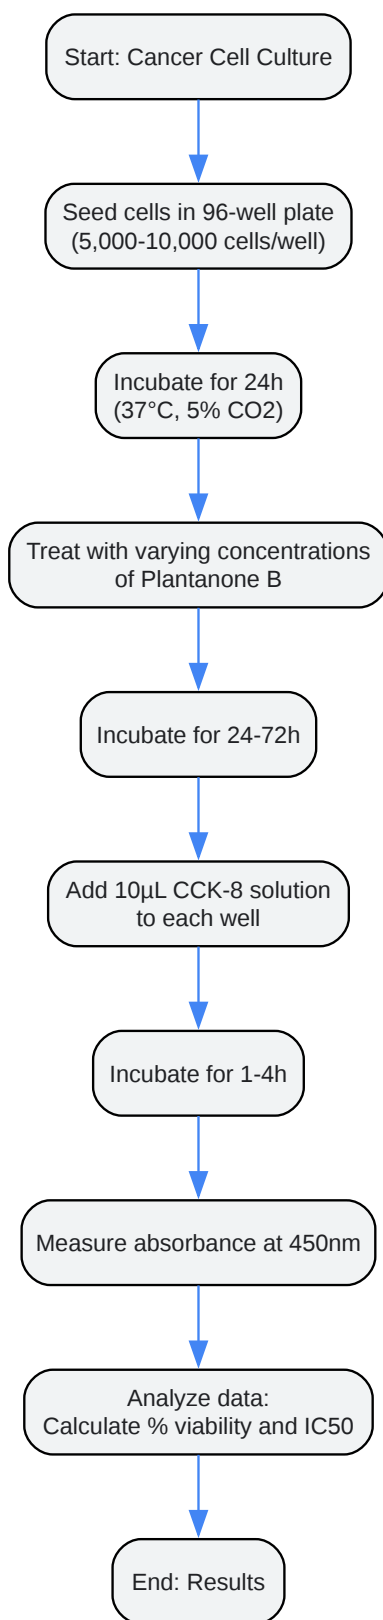 Start: Cancer Cell Culture
Seed cells in 96-well plate
(5,000-10,000 cells/well)
Incubate for 24h
(37°C, 5% CO2)
Treat with varying concentrations
of Plantanone B
Incubate for 24-72h
Add 10µL CCK-8 solution
to each well
Incubate for 1-4h
Measure absorbance at 450nm
Analyze data:
Calculate % viability and IC50
End: Results